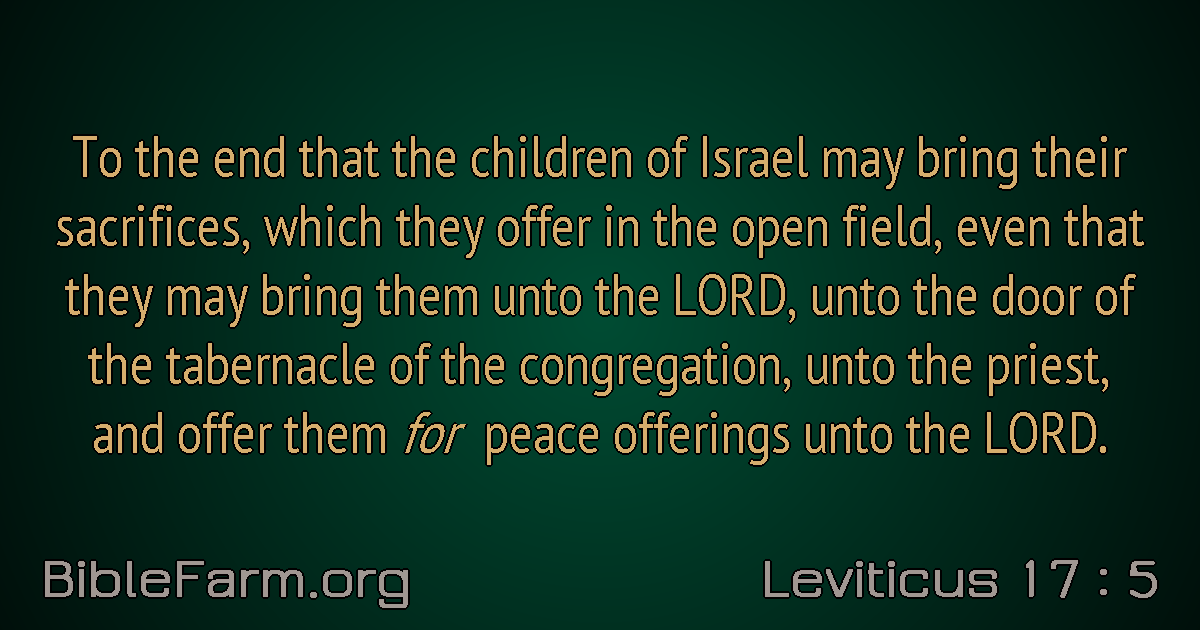 To the end that the children of Israel may bring their
sacrifices, which they offer in the open field, even that
they may bring them unto the LORD, unto the door of
the tabernacle of the congregation, unto the priest,
and offer them for peace offerings unto the LORD.
BibleFarm.org
Leviticus 17 : 5